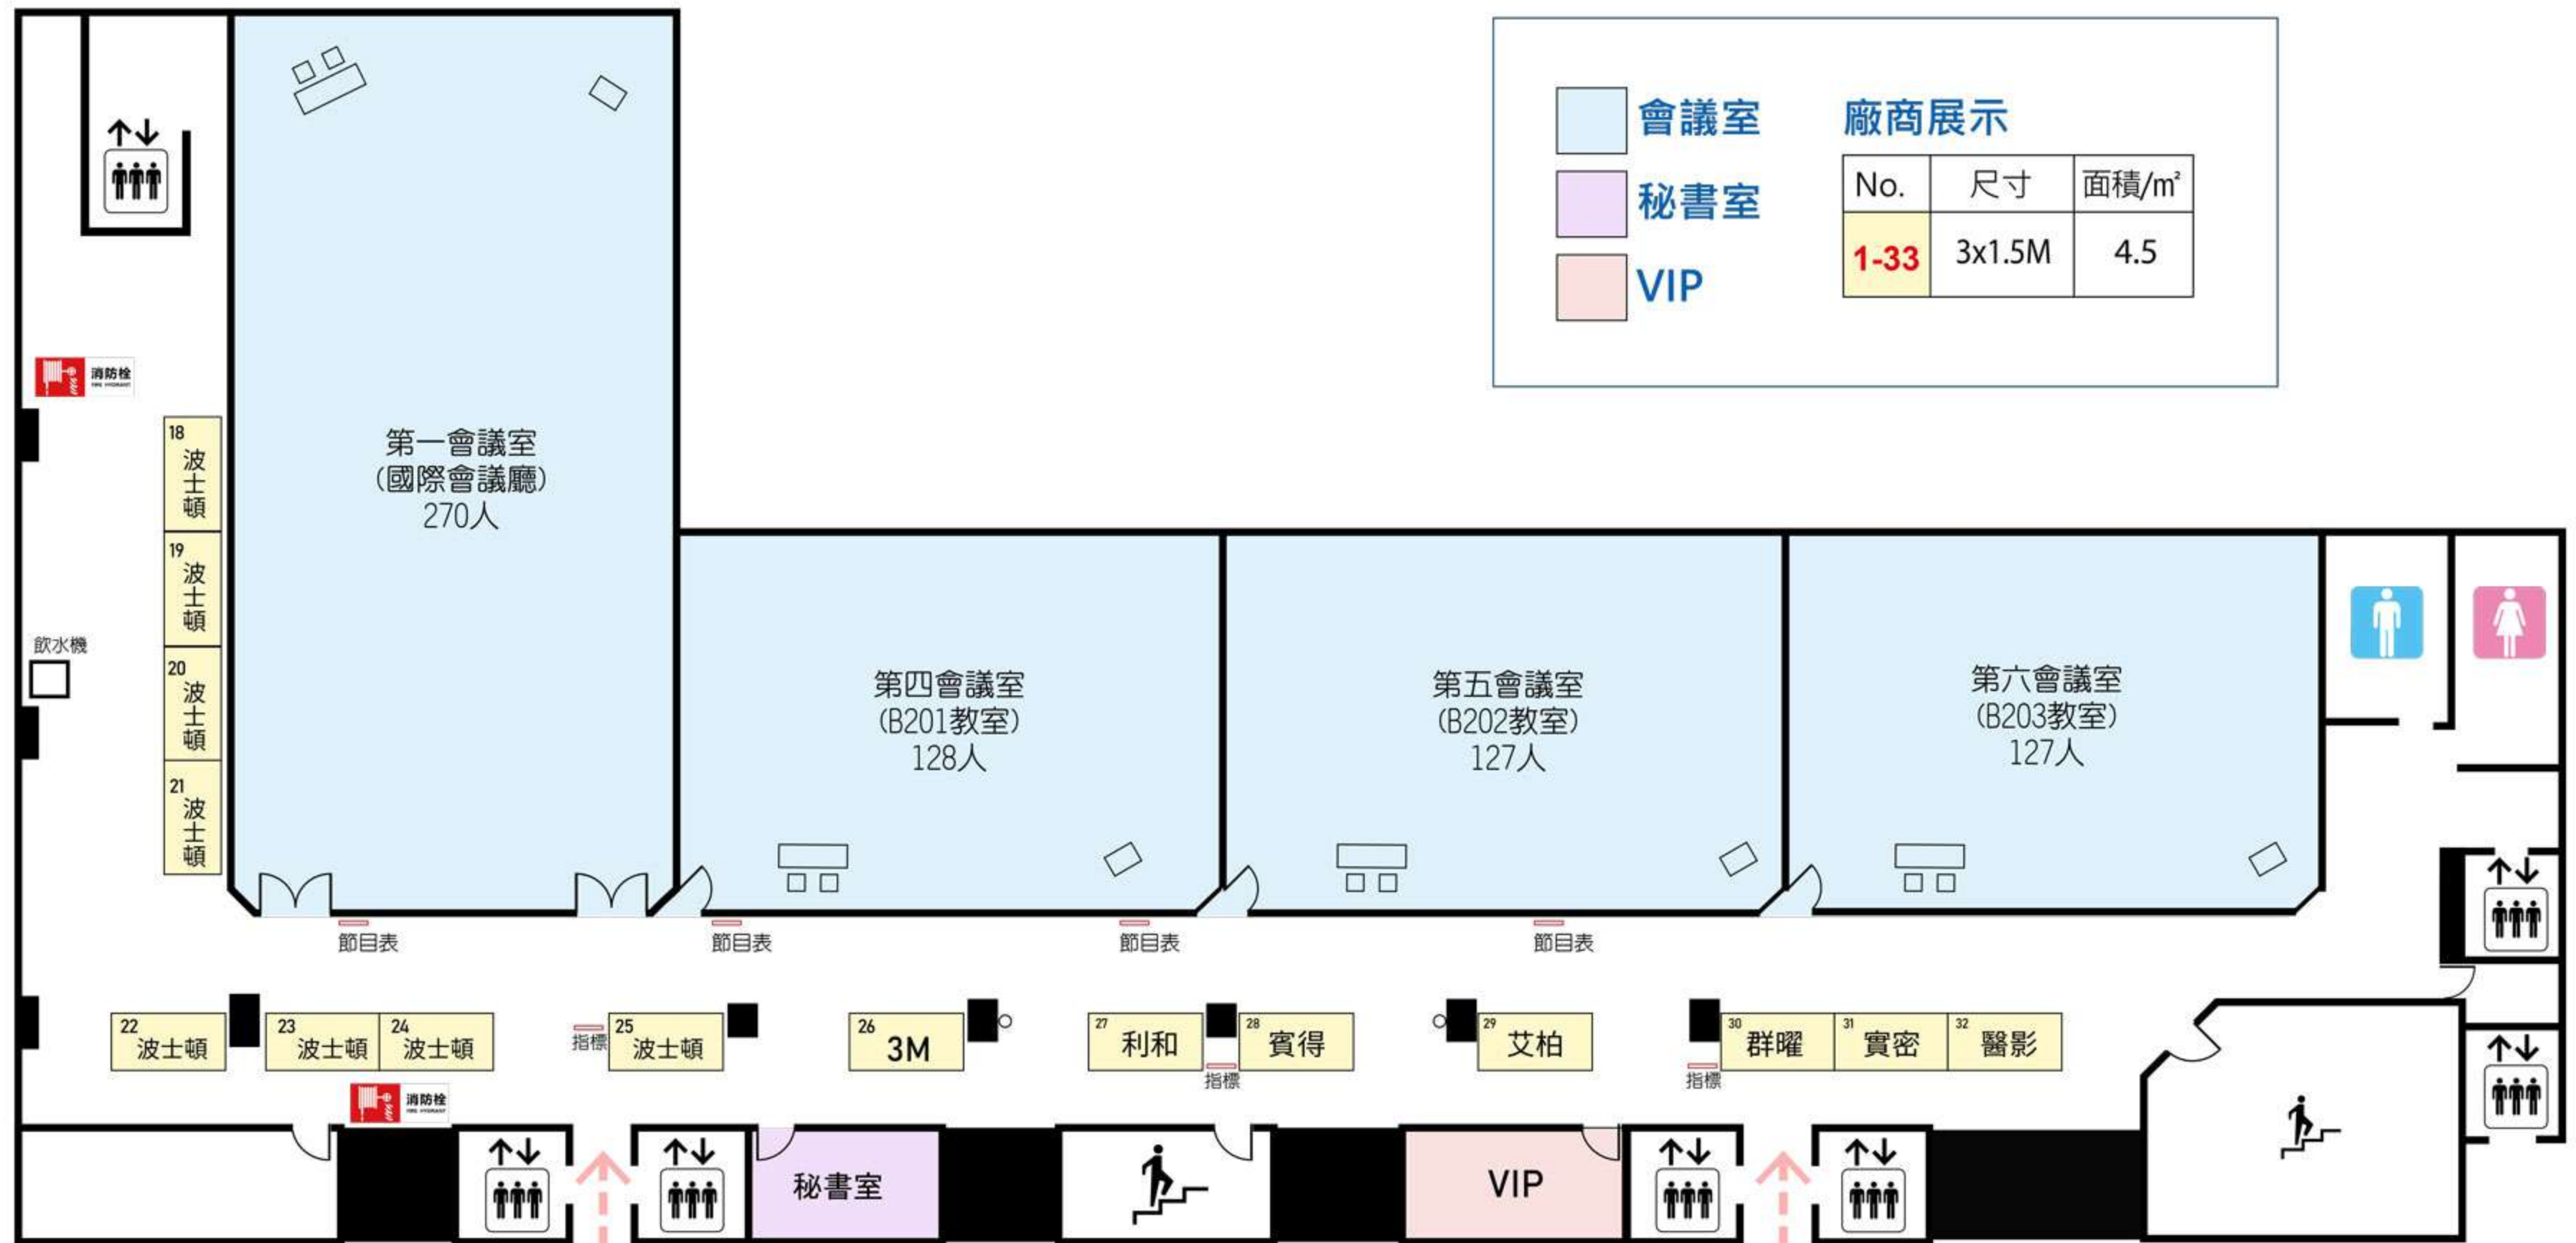 會議室
秘書室
VIP
廠商展示
No. 尺寸 面積/m²
1-33 3x1.5M 4.5
消防栓
FIRE HYDRANT
第一會議室
(國際會議廳)
270人
18 波士頓
19 波士頓
20 波士頓
21 波士頓
飲水機
第四會議室
(B201教室)
128人
第五會議室
(B202教室)
127人
第六會議室
(B203教室)
127人
節目表
節目表
節目表
節目表
22 波士頓
23 波士頓
24 波士頓
指標
25 波士頓
26 3M
27 利和
指標
28 賓得
29 艾柏
指標
30 群曜
31 實密
32 醫影
消防栓
FIRE HYDRANT
秘書室
VIP